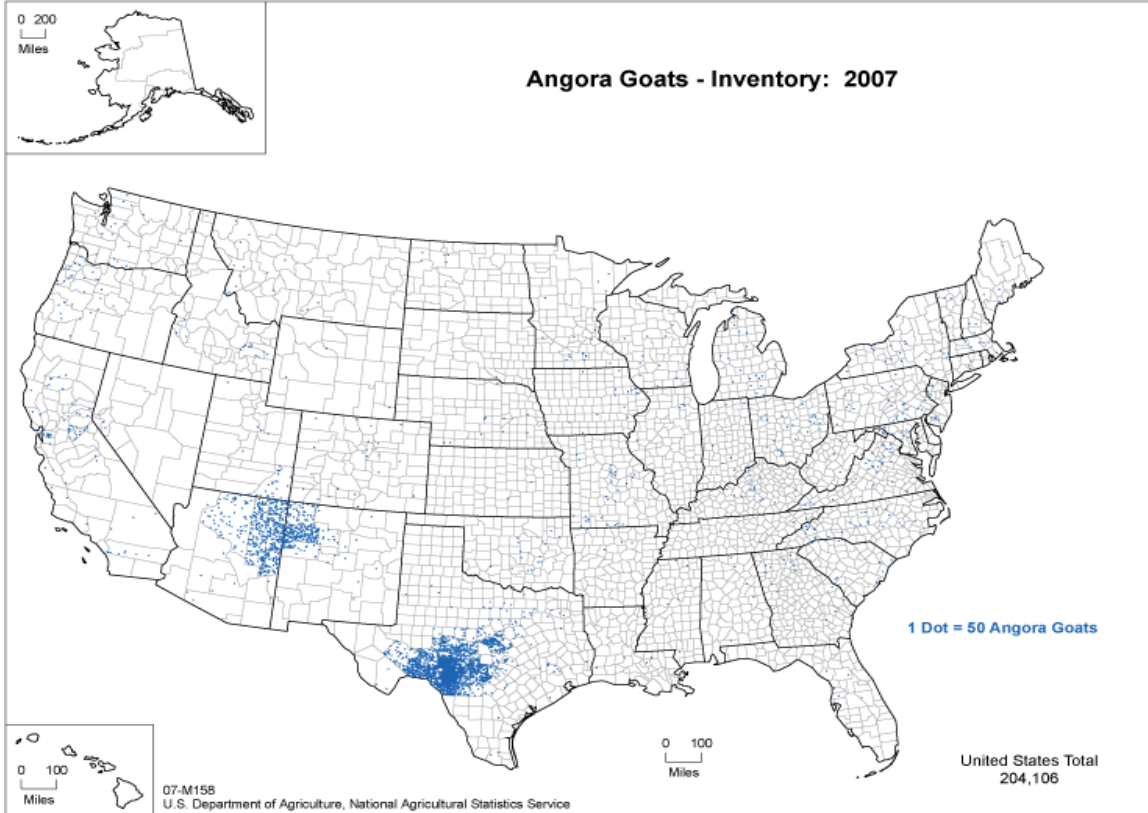 0 200
Miles
Angora Goats - Inventory: 2007
1 Dot = 50 Angora Goats
0 100
Miles
0 100
Miles
United States Total
204,106
07-M158
U.S. Department of Agriculture, National Agricultural Statistics Service